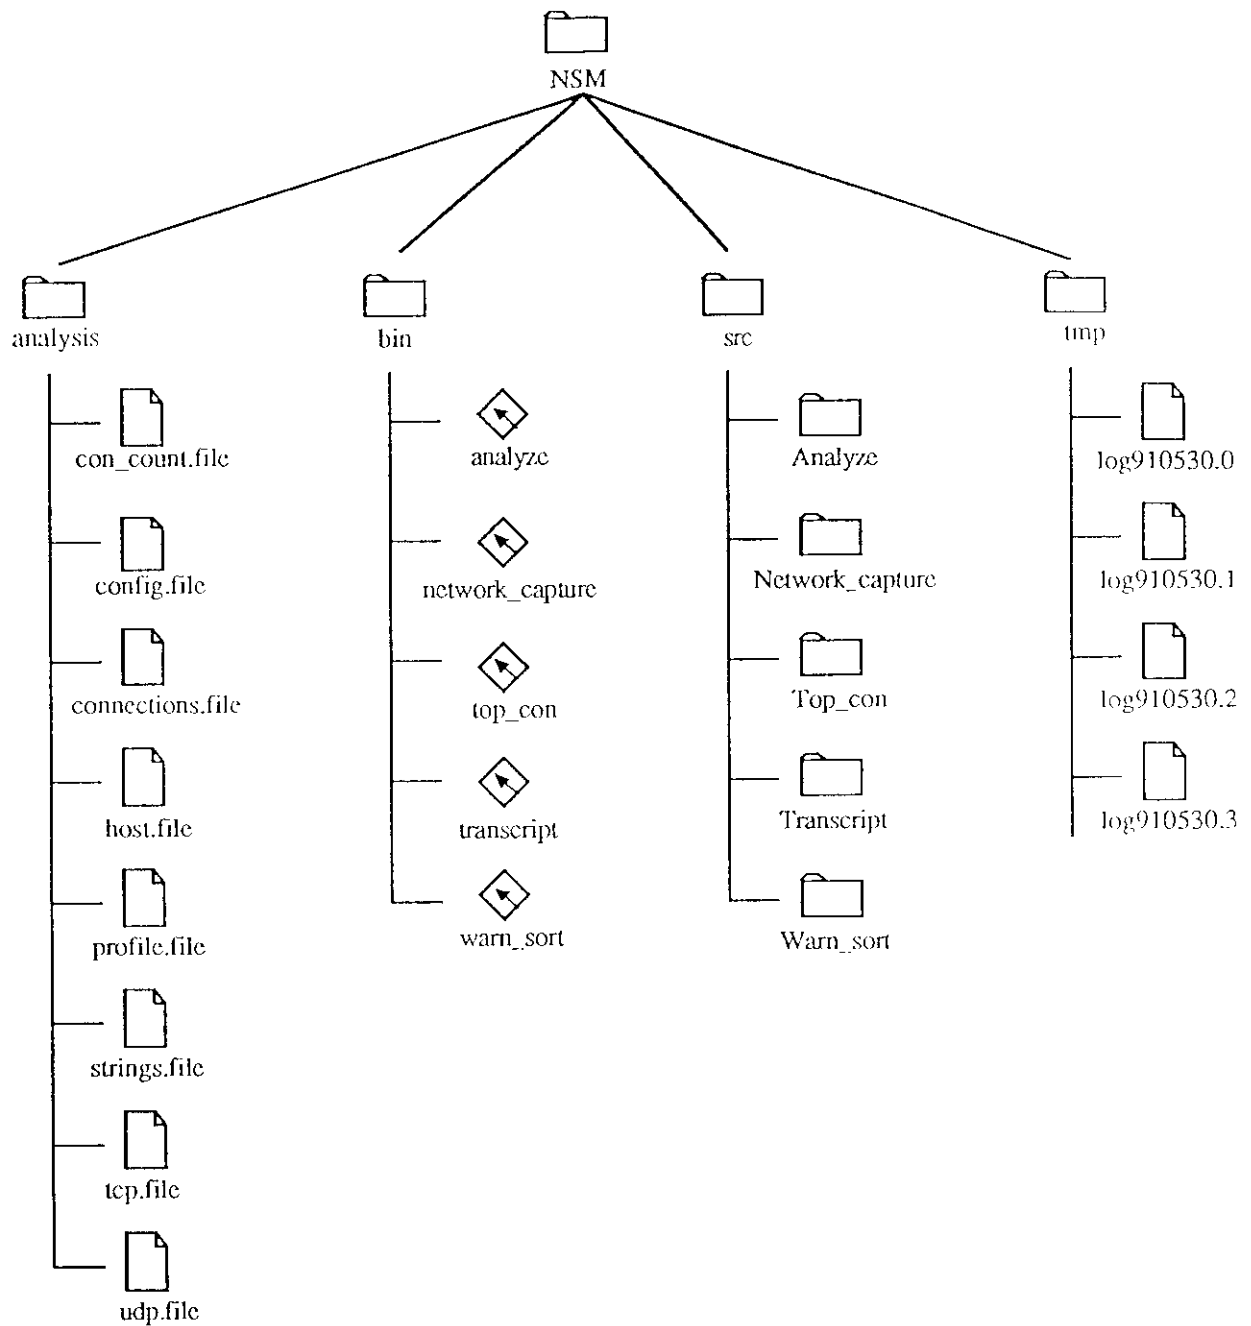 NSM
analysis
bin
src
tmp
con_count.file
config.file
connections.file
host.file
profile.file
strings.file
tcp.file
udp.file
analyze
network_capture
top_con
transcript
warn_sort
Analyze
Network_capture
Top_con
Transcript
Warn_sort
log910530.0
log910530.1
log910530.2
log910530.3